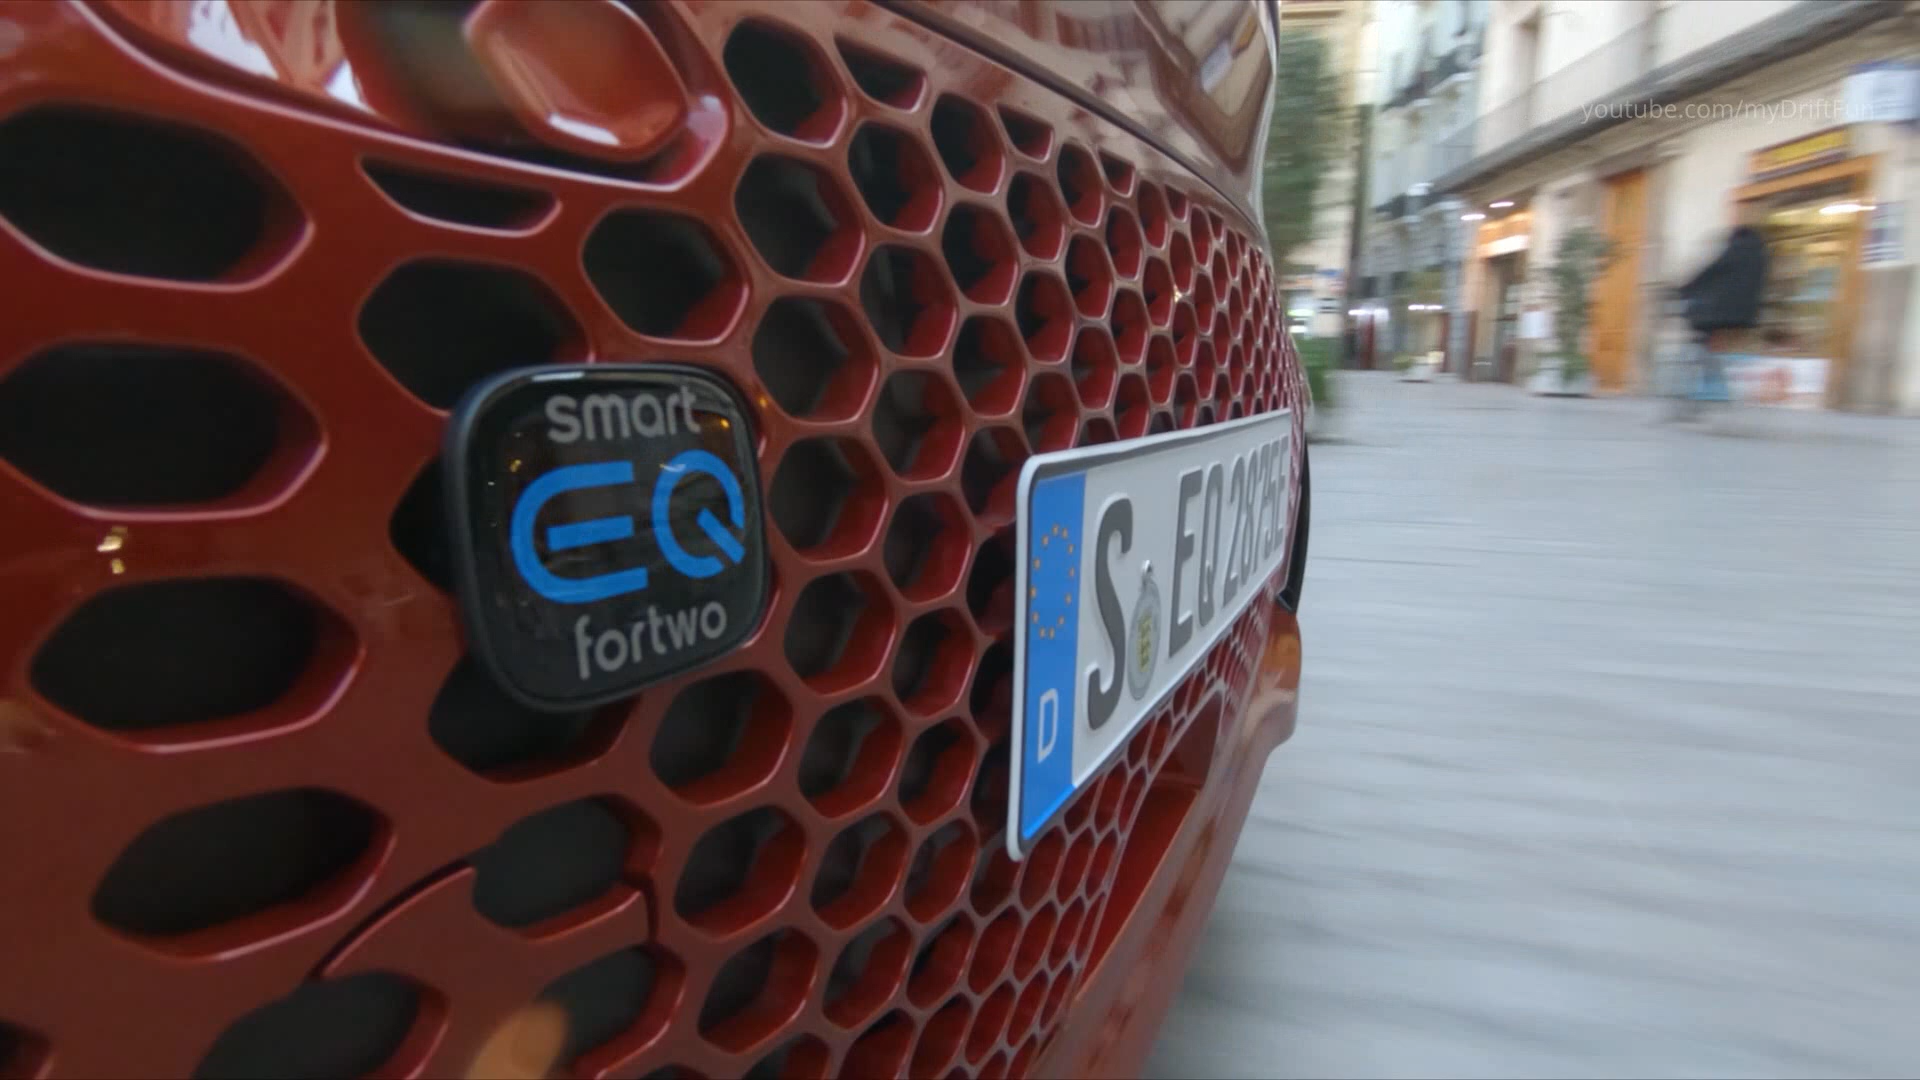 youtube.com/myDriftFun
smart
EQ
fortwo
D
S EQ 2875E